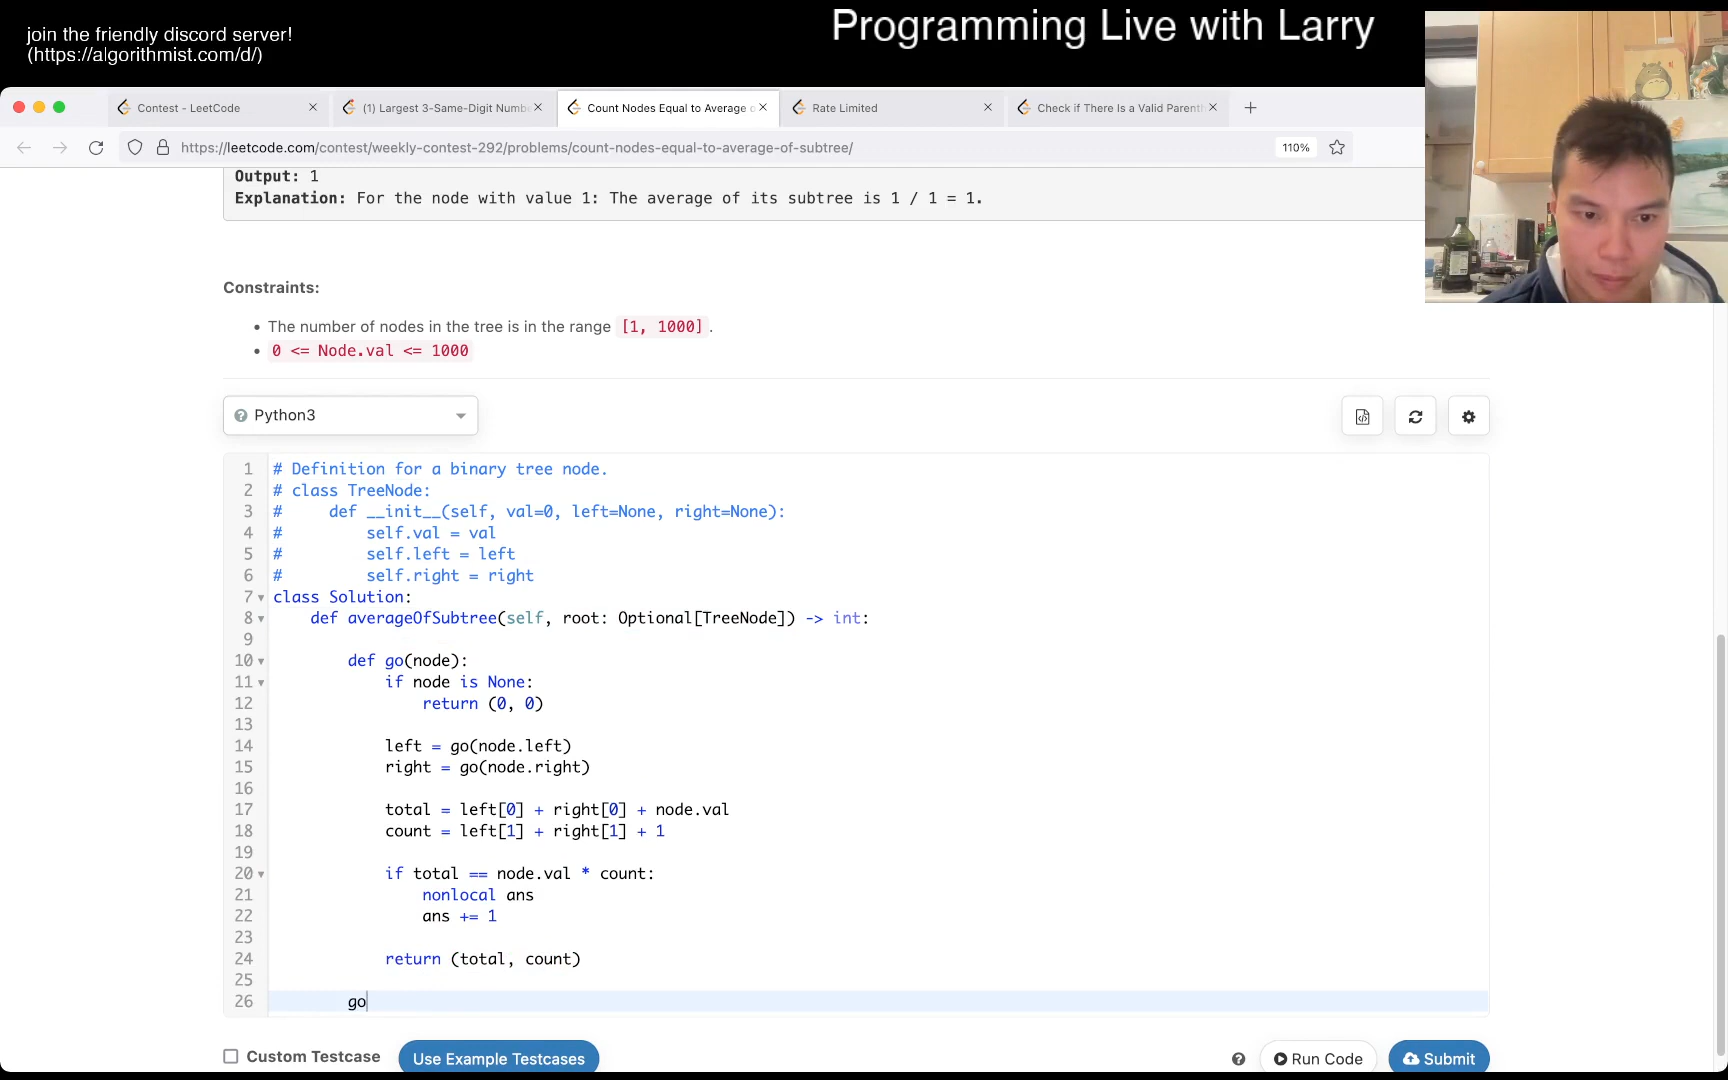 join the friendly discord server!
(https://algorithmist.com/d/)
Programming Live with Larry
Contest - LeetCode
(1) Largest 3-Same-Digit Numbe
Count Nodes Equal to Average o
Rate Limited
Check if There Is a Valid Parenth
https://leetcode.com/contest/weekly-contest-292/problems/count-nodes-equal-to-average-of-subtree/
110%
Output: 1
Explanation: For the node with value 1: The average of its subtree is 1 / 1 = 1.
Constraints:
• The number of nodes in the tree is in the range [1, 1000].
• 0 <= Node.val <= 1000
Python3
1 # Definition for a binary tree node.
2 # class TreeNode:
3 #     def __init__(self, val=0, left=None, right=None):
4 #         self.val = val
5 #         self.left = left
6 #         self.right = right
7 class Solution:
8     def averageOfSubtree(self, root: Optional[TreeNode]) -> int:
9
10         def go(node):
11             if node is None:
12                 return (0, 0)
13
14             left = go(node.left)
15             right = go(node.right)
16
17             total = left[0] + right[0] + node.val
18             count = left[1] + right[1] + 1
19
20             if total == node.val * count:
21                 nonlocal ans
22                 ans += 1
23
24             return (total, count)
25
26         go
Custom Testcase
Use Example Testcases
Run Code
Submit